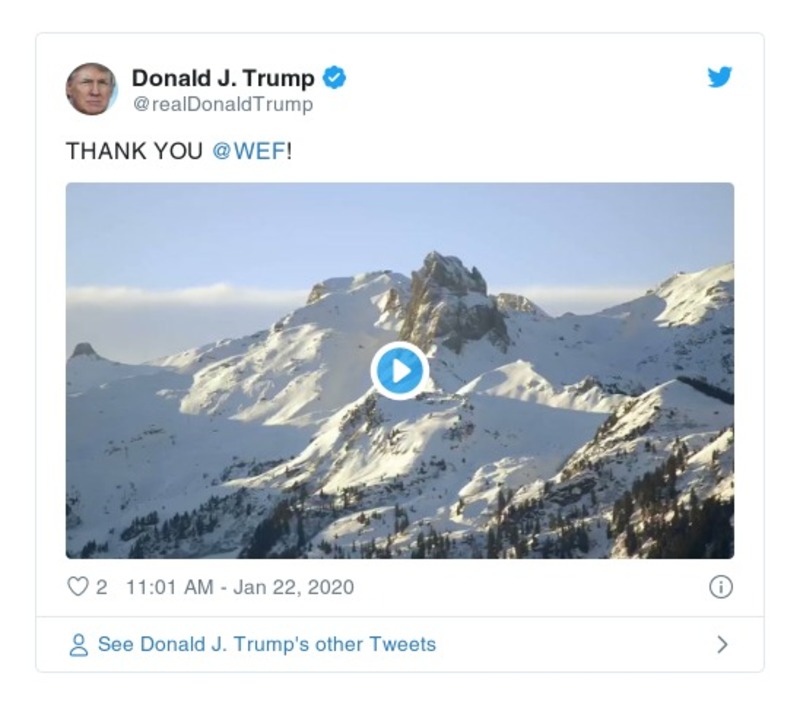 Donald J. Trump
@realDonaldTrump
THANK YOU @WEF!
2 11:01 AM - Jan 22, 2020
See Donald J. Trump's other Tweets